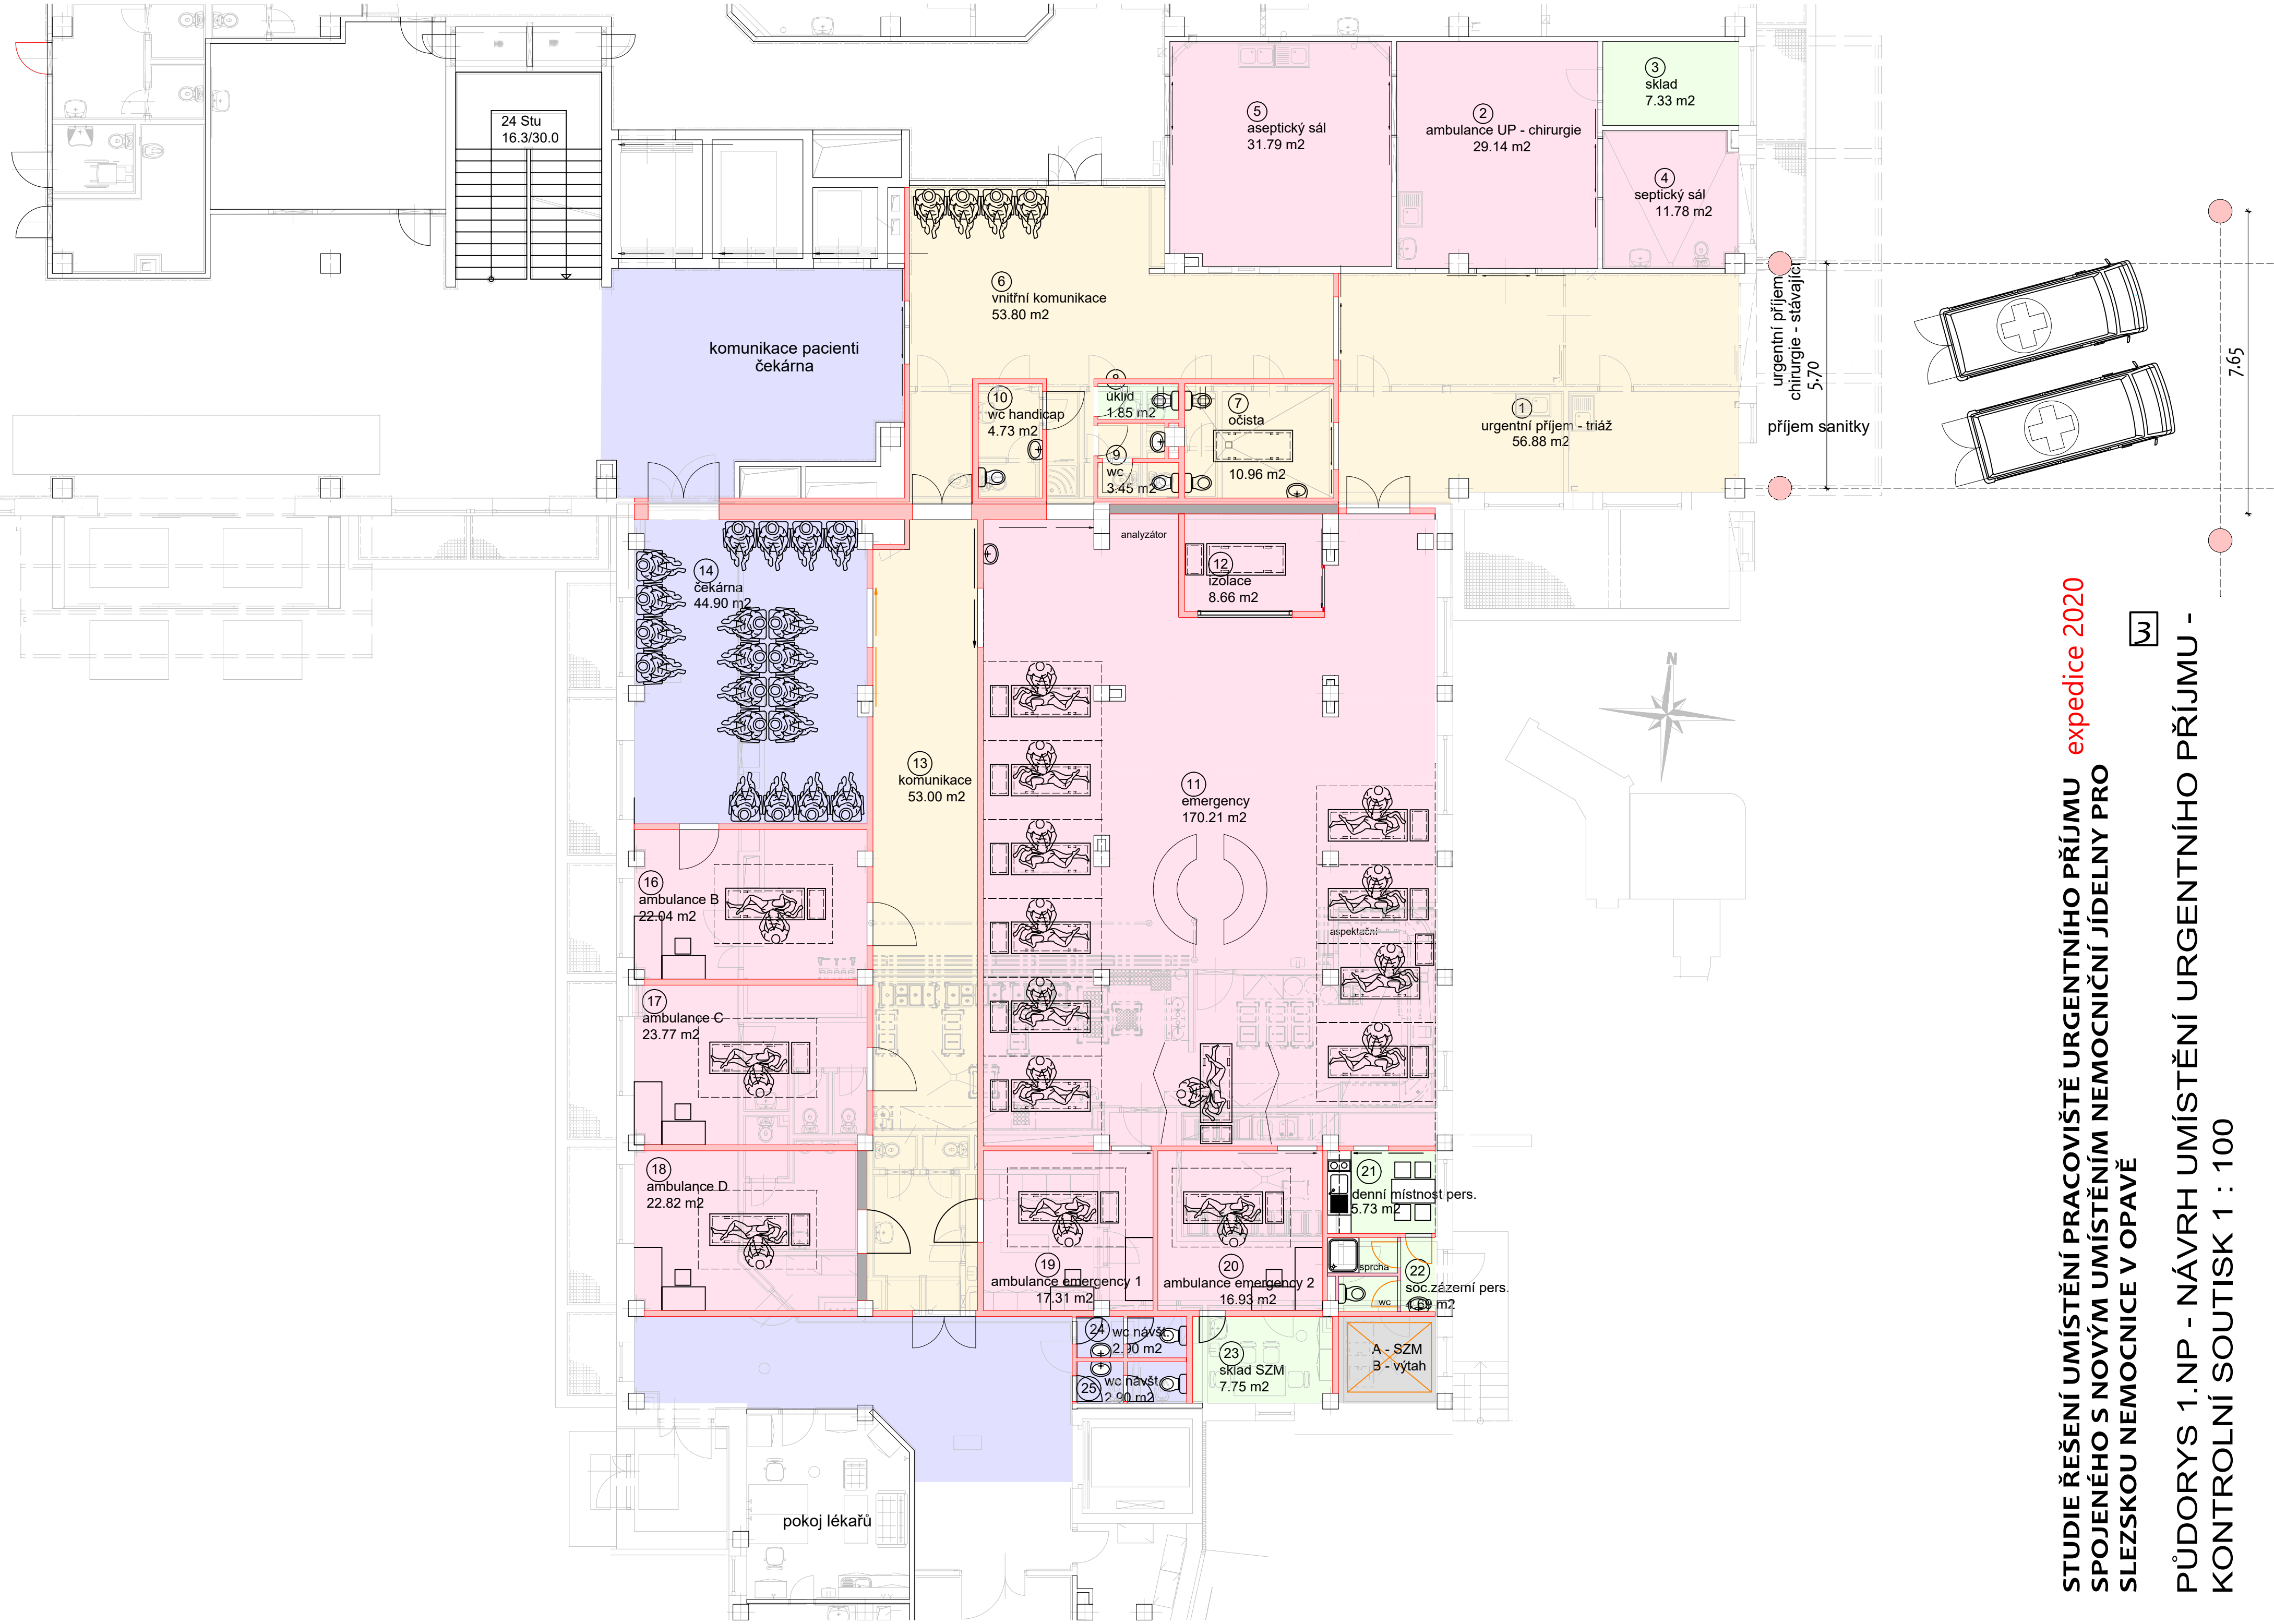 24 Stu
16.3/30.0
5
aseptický sál
31.79 m2
2
ambulance UP - chirurgie
29.14 m2
3
sklad
7.33 m2
4
septický sál
11.78 m2
6
vnitřní komunikace
53.80 m2
komunikace pacienti
čekárna
10
wc handicap
4.73 m2
8
úklid
1.85 m2
9
wc
3.45 m2
7
očista
10.96 m2
1
urgentní příjem - triáž
56.88 m2
urgentní příjem
chirurgie - stávající
5,70
příjem sanitky
7.65
analyzátor
12
izolace
8.66 m2
14
čekárna
44.90 m2
13
komunikace
53.00 m2
11
emergency
170.21 m2
aspektační
16
ambulance B
22.04 m2
17
ambulance C
23.77 m2
18
ambulance D
22.82 m2
19
ambulance emergency 1
17.31 m2
20
ambulance emergency 2
16.93 m2
21
denní místnost pers.
5.73 m2
sprcha
22
soc.zázemí pers.
4.69 m2
wc
24
wc návšt.
2.90 m2
25
wc návšt.
2.90 m2
23
sklad SZM
7.75 m2
A - SZM
B - výtah
pokoj lékařů
N
STUDIE ŘEŠENÍ UMÍSTĚNÍ PRACOVIŠTĚ URGENTNÍHO PŘÍJMU expedice 2020
SPOJENÉHO S NOVÝM UMÍSTĚNÍM NEMOCNIČNÍ JÍDELNY PRO
SLEZSKOU NEMOCNICE V OPAVĚ
3
PŮDORYS 1.NP - NÁVRH UMÍSTĚNÍ URGENTNÍHO PŘÍJMU -
KONTROLNÍ SOUTISK 1 : 100